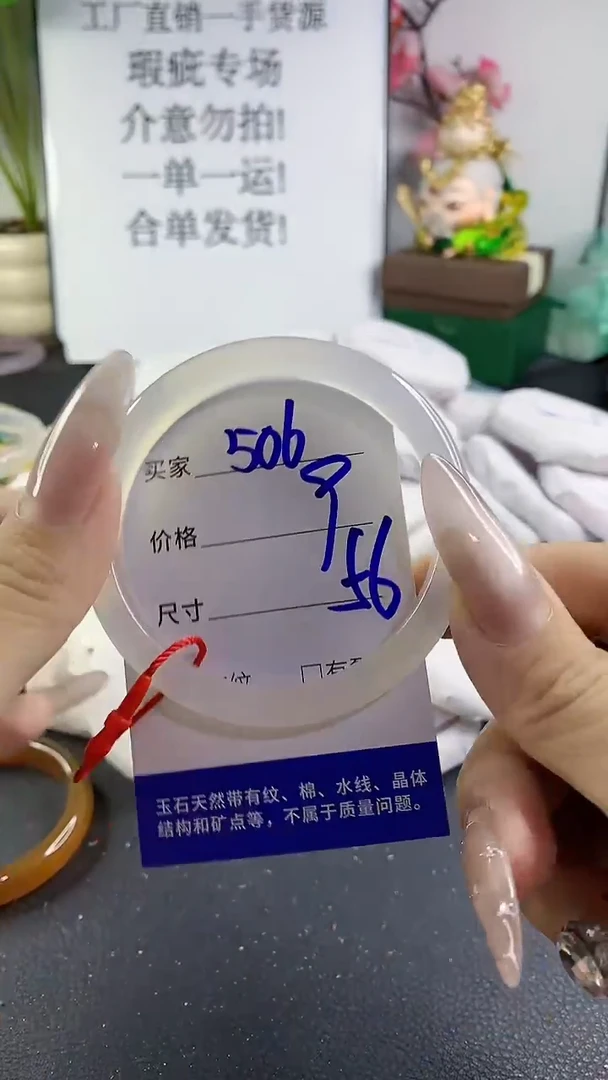 工厂直销一手货源
瑕疵专场
介意勿拍!
一单一运!
合单发货!
买家 506
价格 9
尺寸 56
玉石天然带有纹、棉、水线、晶体
结构和矿点等，不属于质量问题。